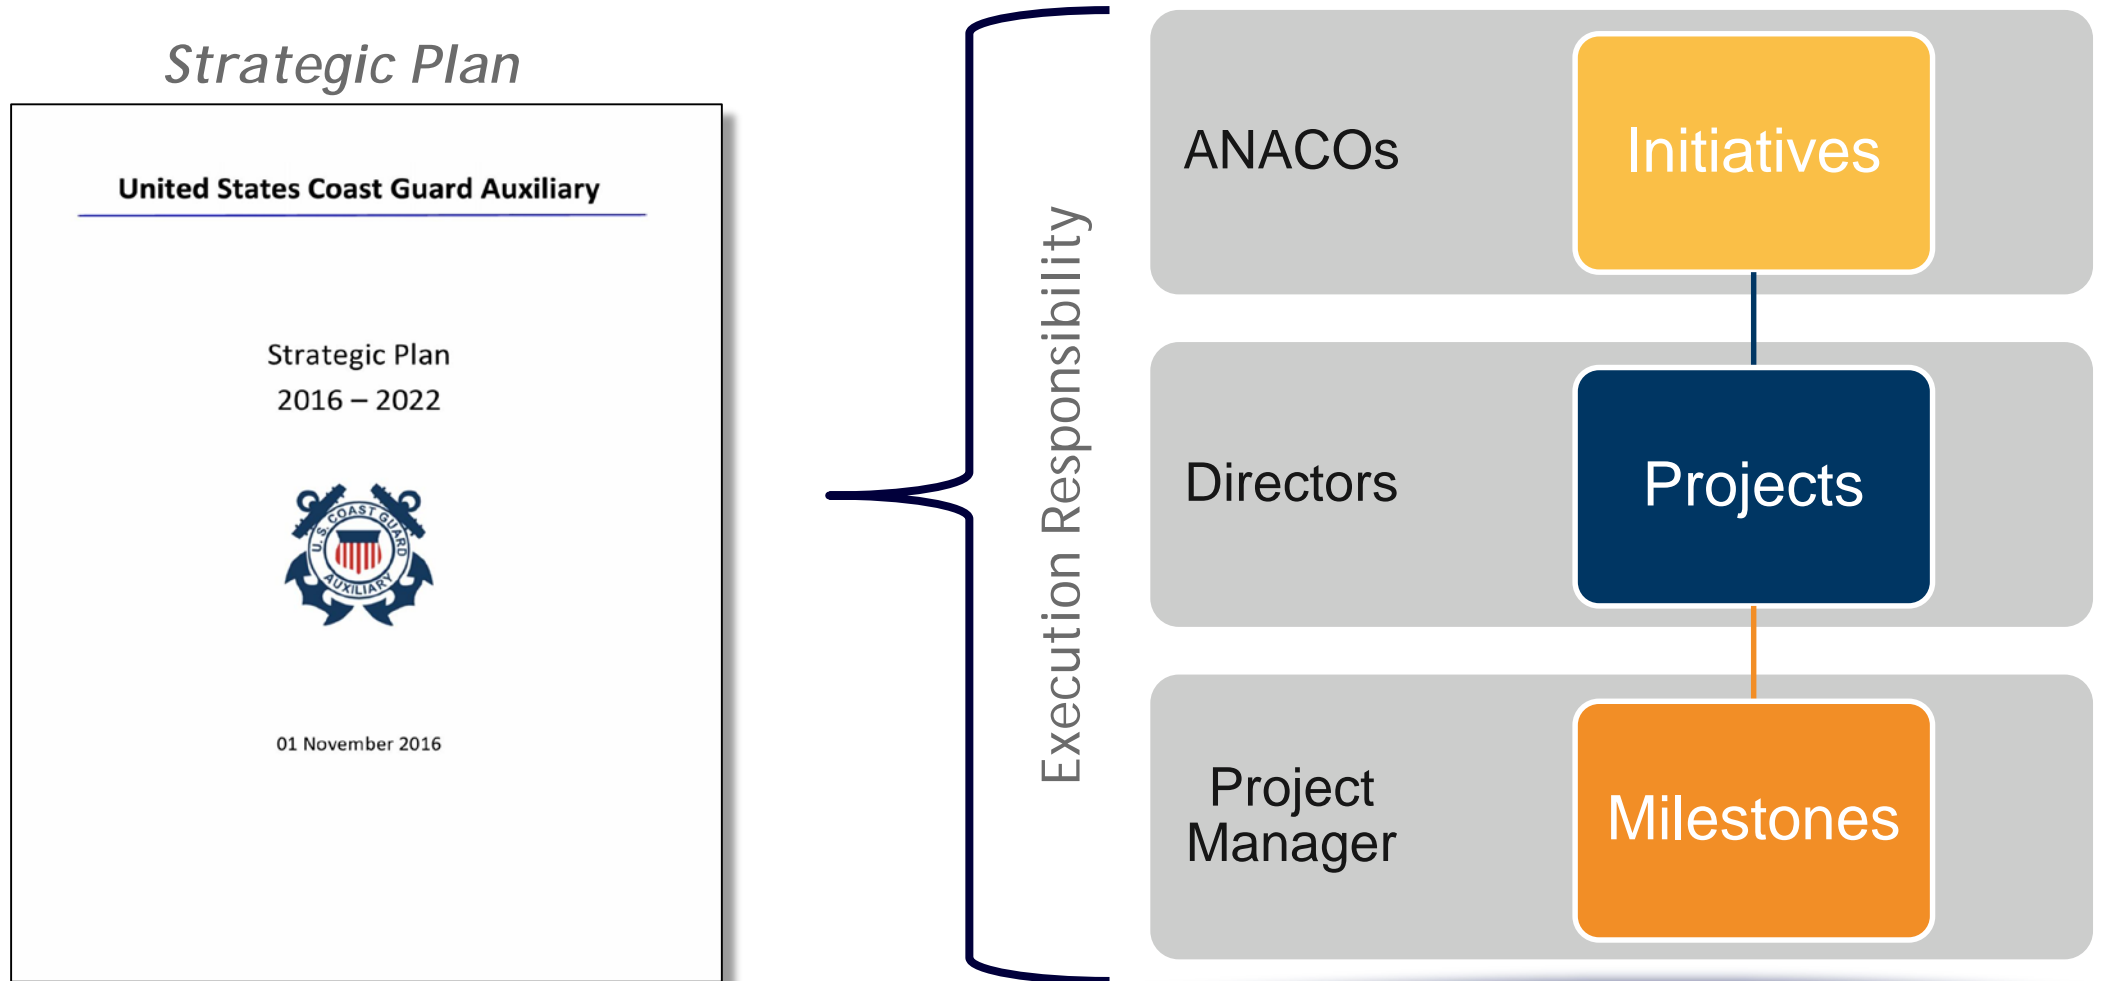 Strategic Plan
United States Coast Guard Auxiliary
Strategic Plan
2016 – 2022
U.S. COAST GUARD
AUXILIARY
01 November 2016
Execution Responsibility
ANACOs
Initiatives
Directors
Projects
Project
Manager
Milestones